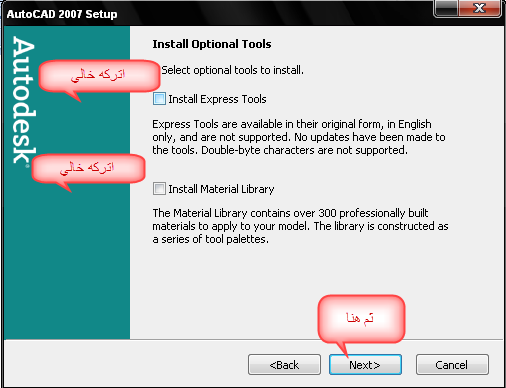 AutoCAD 2007 Setup
Autodesk®
Install Optional Tools
Select optional tools to install.
اتركه خالي
Install Express Tools
Express Tools are available in their original form, in English
only, and are not supported. No updates have been made to
the tools. Double-byte characters are not supported.
اتركه خالي
Install Material Library
The Material Library contains over 300 professionally built
materials to apply to your model. The library is constructed as
a series of tool palettes.
ثم هنا
<Back
Next>
Cancel